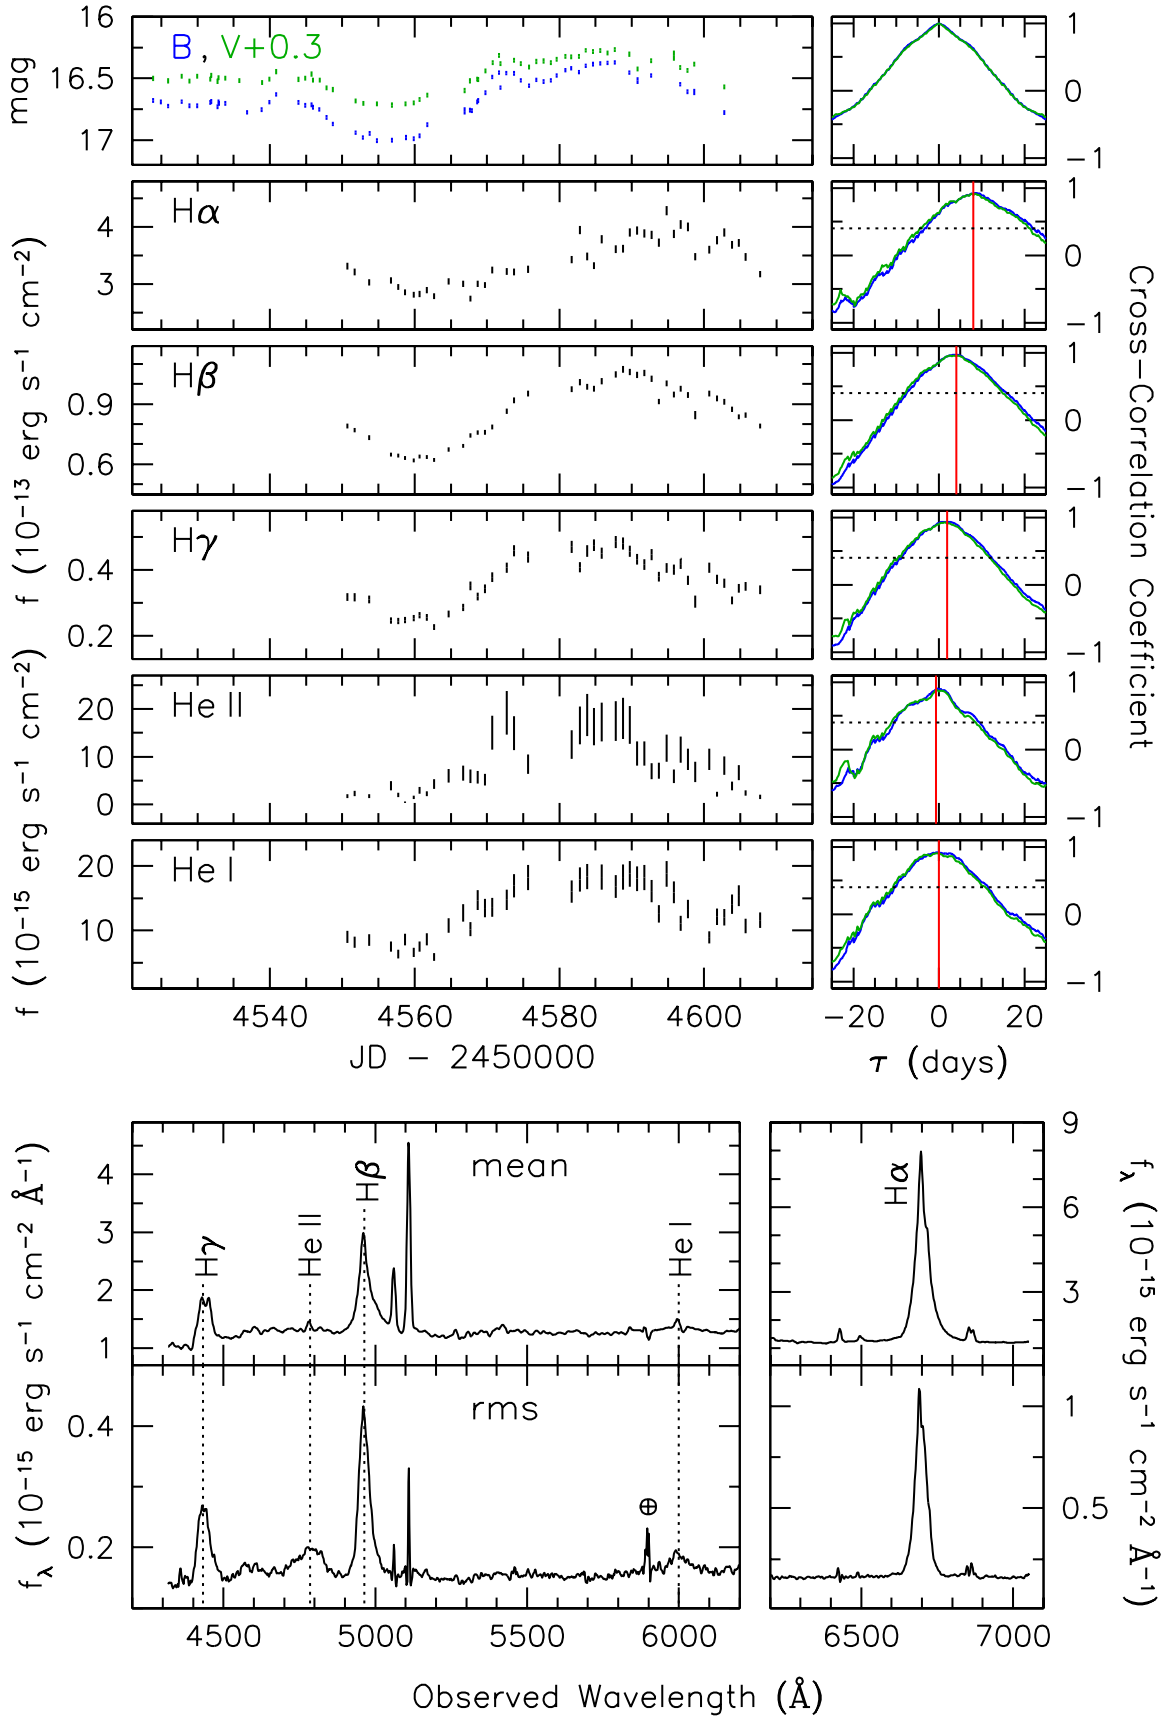 B , V+0.3
mag
16
16.5
17
1
0
−1
Hα
4
3
1
0
−1
Hβ
0.9
0.6
1
0
−1
f (10−13 erg s−1 cm−2)
Cross−Correlation Coefficient
Hγ
0.4
0.2
1
0
−1
He II
20
10
0
1
0
−1
f (10−15 erg s−1 cm−2)
He I
20
10
1
0
−1
4540 4560 4580 4600
−20 0 20
JD − 2450000
τ (days)
mean
4
3
2
1
Hγ
He II
Hβ
He I
Hα
9
6
3
fλ (10−15 erg s−1 cm−2 Å−1)
fλ (10−15 erg s−1 cm−2 Å−1)
rms
0.4
0.2
⊕
1
0.5
4500 5000 5500 6000
6500 7000
Observed Wavelength (Å)